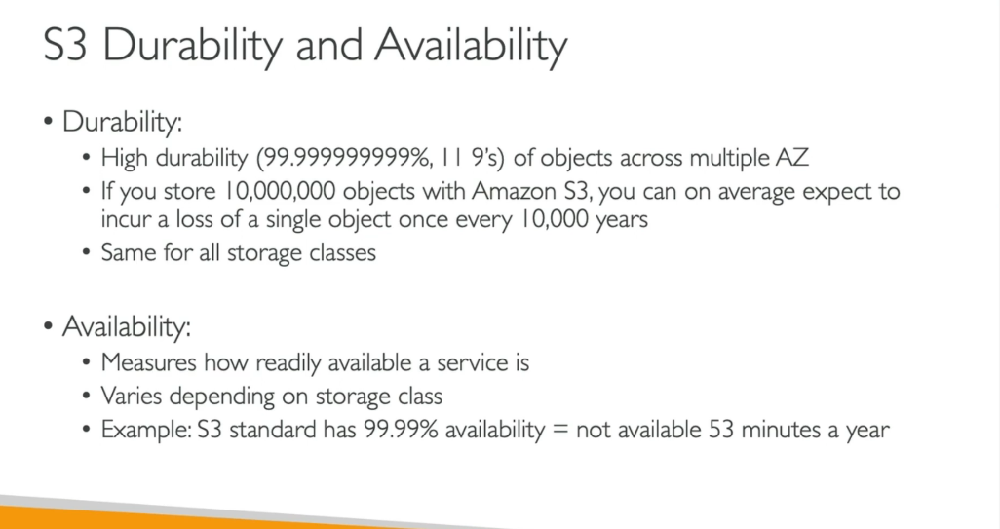 S3 Durability and Availability
• Durability:
• High durability (99.999999999%, 11 9's) of objects across multiple AZ
• If you store 10,000,000 objects with Amazon S3, you can on average expect to
incur a loss of a single object once every 10,000 years
• Same for all storage classes
• Availability:
• Measures how readily available a service is
• Varies depending on storage class
• Example: S3 standard has 99.99% availability = not available 53 minutes a year